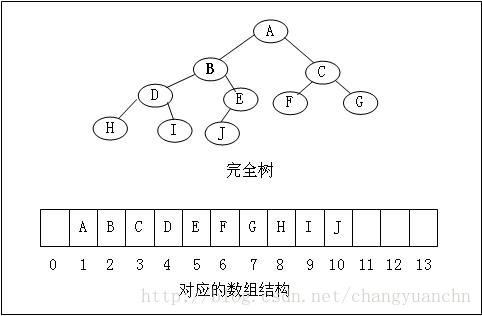 A
B
C
D
E
F
G
H
I
J
完全树
A B C D E F G H I J
0 1 2 3 4 5 6 7 8 9 10 11 12 13
对应的数组结构
http://blog.csdn.net/changyuanchn